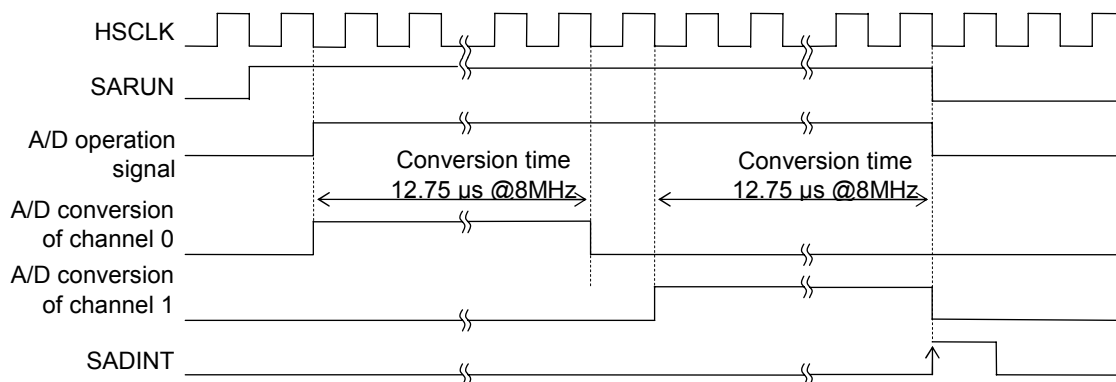 HSCLK
SARUN
A/D operation
signal
Conversion time
12.75 µs @8MHz
Conversion time
12.75 µs @8MHz
A/D conversion
of channel 0
A/D conversion
of channel 1
SADINT